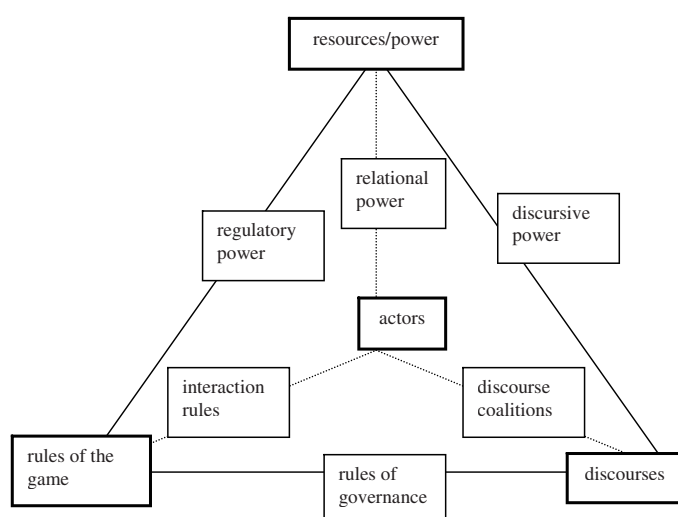 resources/power
relational
power
discursive
power
regulatory
power
actors
interaction
rules
discourse
coalitions
rules of the
game
rules of
governance
discourses